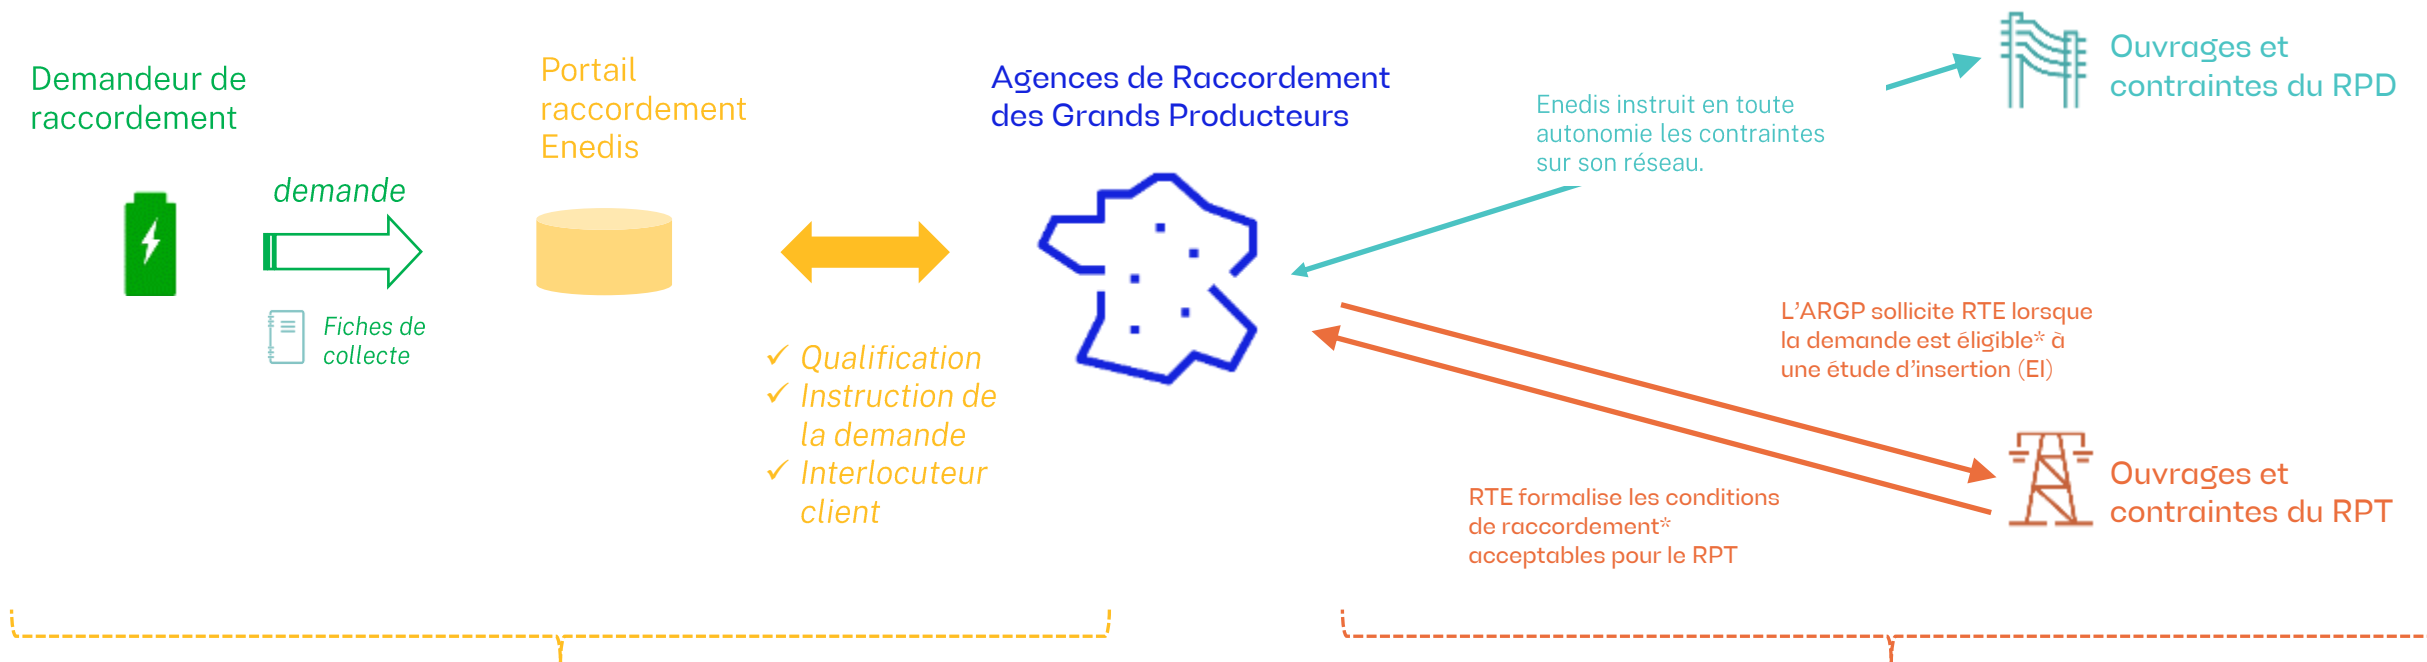 Demandeur de
raccordement
demande
Fiches de
collecte
Portail
raccordement
Enedis
Qualification
Instruction de
la demande
Interlocuteur
client
Agences de Raccordement
des Grands Producteurs
Enedis instruit en toute
autonomie les contraintes
sur son réseau.
Ouvrages et
contraintes du RPD
L’ARGP sollicite RTE lorsque
la demande est éligible* à
une étude d’insertion (EI)
RTE formalise les conditions
de raccordement*
acceptables pour le RPT
Ouvrages et
contraintes du RPT